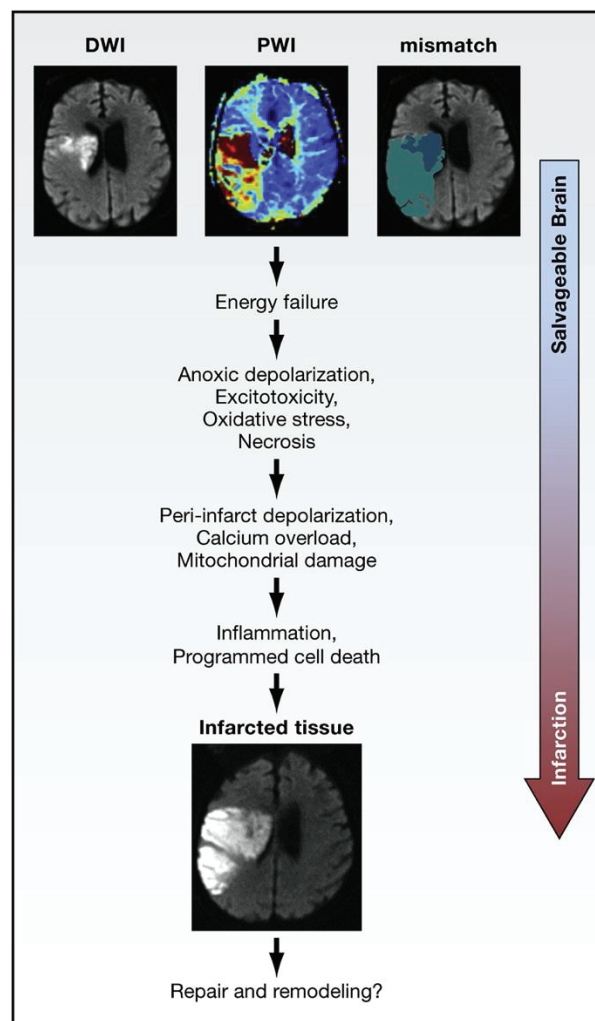 DWI
PWI
mismatch
Salvageable Brain
Energy failure
Anoxic depolarization,
Excitotoxicity,
Oxidative stress,
Necrosis
Peri-infarct depolarization,
Calcium overload,
Mitochondrial damage
Inflammation,
Programmed cell death
Infarction
Infarcted tissue
Repair and remodeling?